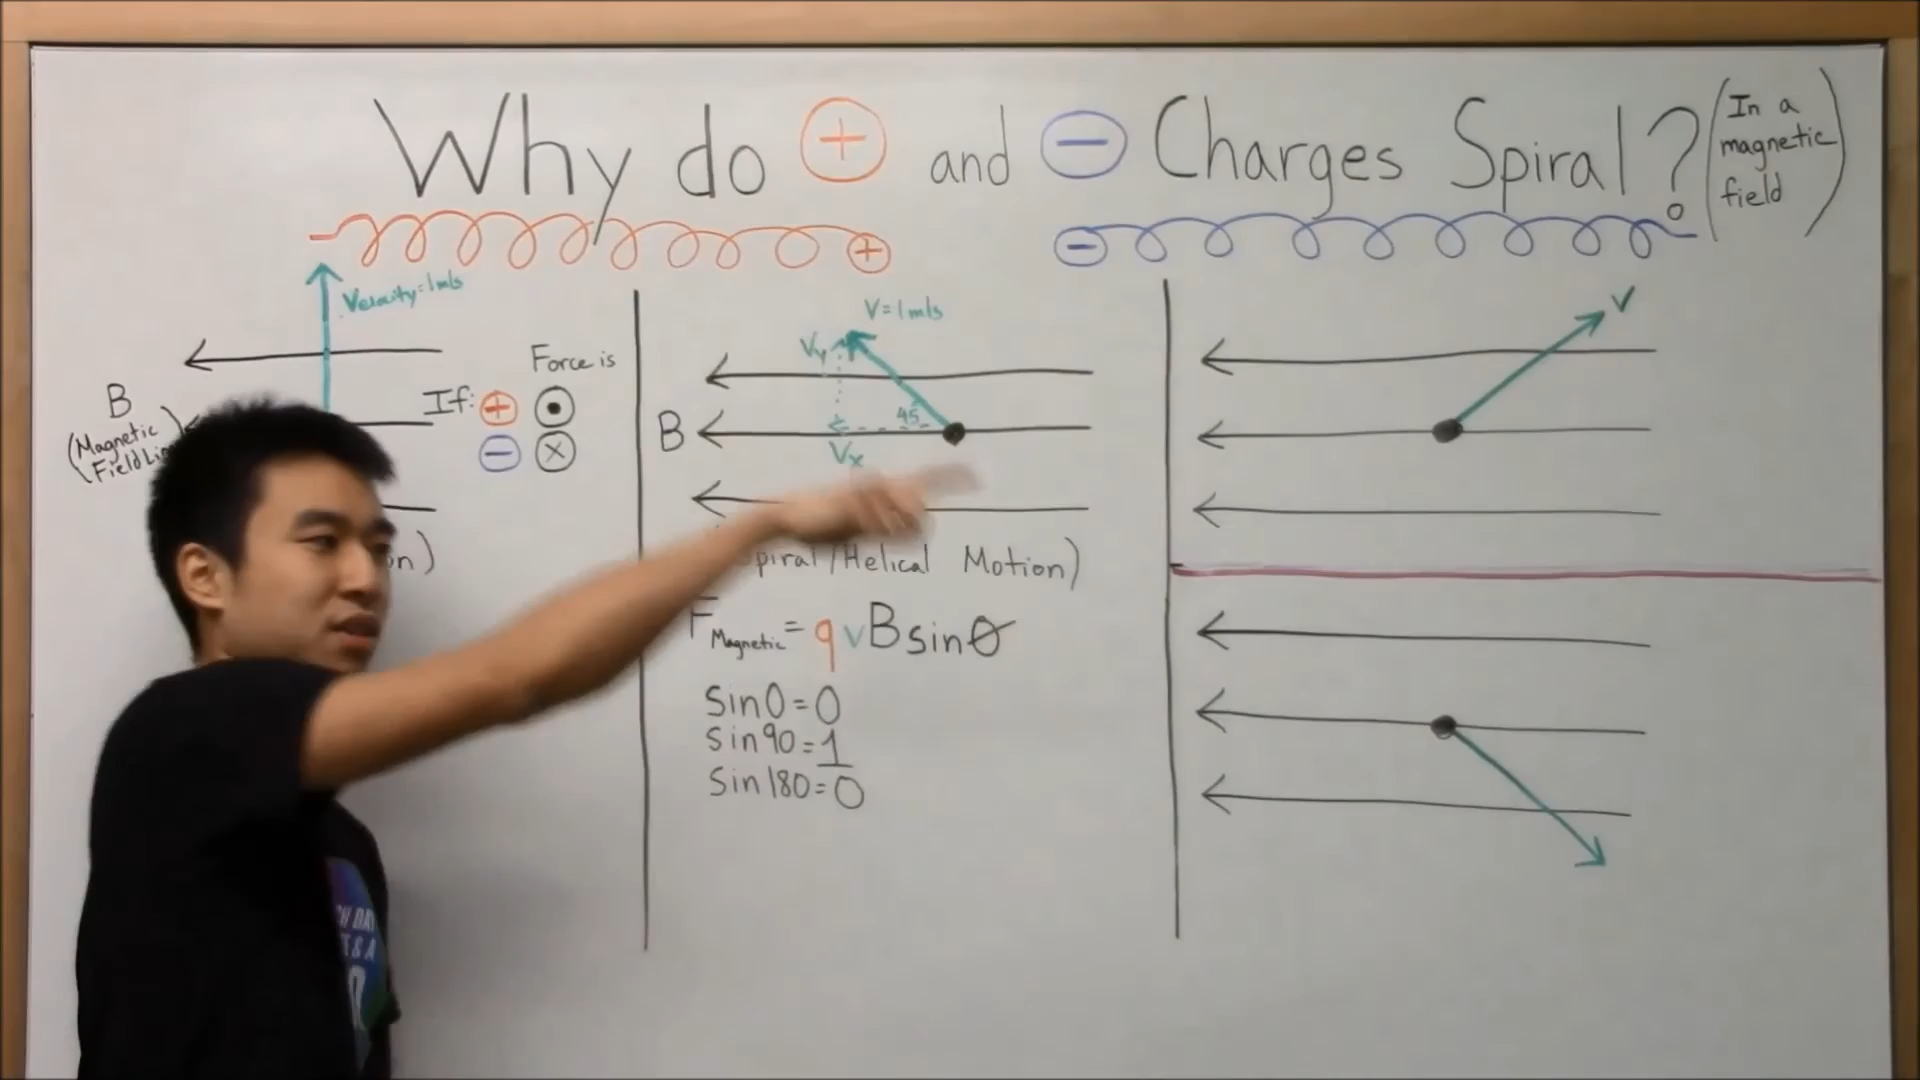 Why do + and - Charges Spiral? (In a
magnetic
field)
+
-
Velocity=1m/s
B
(Magnetic
Field
Force is
If: +
-
on)
V=1m/s
Vy
45
B
Vx
Spiral/Helical Motion)
FMagnetic = qvBsinθ
Sin0=0
Sin90=1
Sin180=0
V